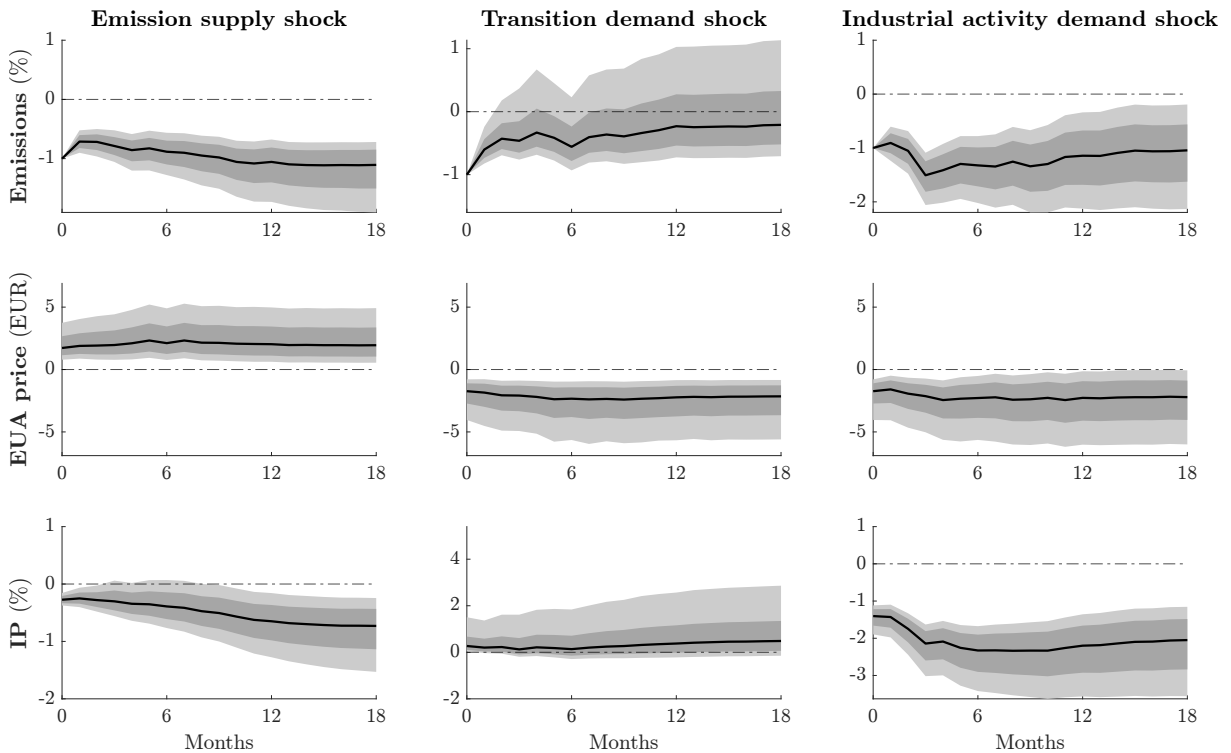 Emission supply shock Transition demand shock Industrial activity demand shock
Emissions (%)
1
0
-1
0 6 12 18
1
0
-1
0 6 12 18
0
-1
-2
0 6 12 18
EUA price (EUR)
5
0
-5
0 6 12 18
5
0
-5
0 6 12 18
5
0
-5
0 6 12 18
IP (%)
1
0
-1
-2
0 6 12 18
Months
4
2
0
-2
0 6 12 18
Months
1
0
-1
-2
-3
0 6 12 18
Months